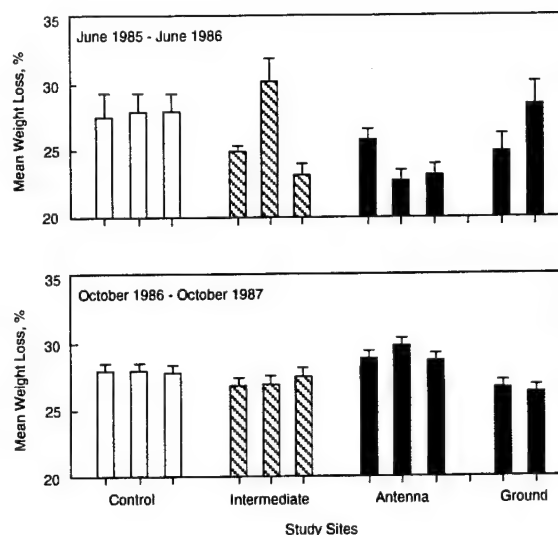 June 1985 - June 1986
Mean Weight Loss, %
35
30
25
20
October 1986 - October 1987
Mean Weight Loss, %
35
30
25
20
Control Intermediate Antenna Ground
Study Sites